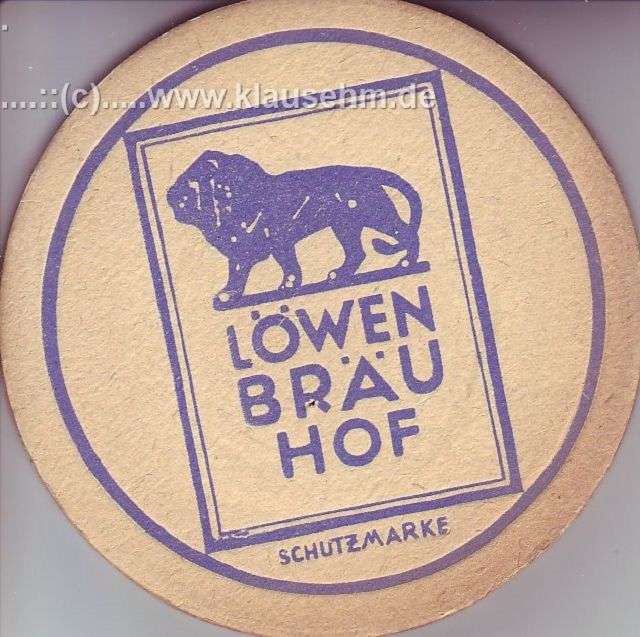 .....::(c).....www.klausehm.de
LÖWEN
BRÄU
HOF
SCHUTZMARKE